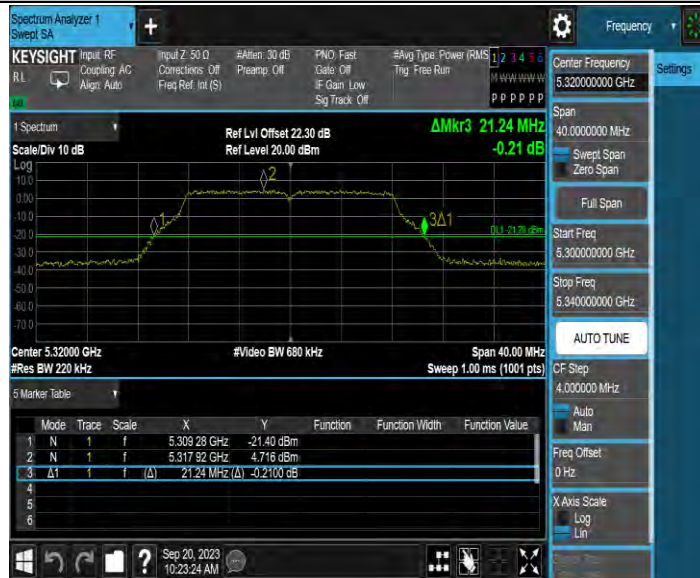 Spectrum Analyzer 1
Swept SA
+
Frequency
KEYSIGHT
RL
Input: RF
Coupling: AC
Align: Auto
Input Z: 50 Ω
Corrections: Off
Freq Ref: Int (S)
#Atten: 30 dB
Preamp: Off
PNO: Fast
Gate: Off
IF Gain: Low
Sig Track: Off
#Avg Type: Power (RMS
Trig: Free Run
1 2 3 4 5 6
M W W W W W
P P P P P P
1 Spectrum
Scale/Div 10 dB
Ref Lvl Offset 22.30 dB
Ref Level 20.00 dBm
ΔMkr3 21.24 MHz
-0.21 dB
Log
10.0
0.00
-10.0
-20.0
-30.0
-40.0
-50.0
-60.0
-70.0
1
2
3Δ1
DL1 -21.28 dBm
Center 5.32000 GHz
#Res BW 220 kHz
#Video BW 680 kHz
Span 40.00 MHz
Sweep 1.00 ms (1001 pts)
5 Marker Table
Mode Trace Scale X Y Function Function Width Function Value
1 N 1 f 5.309 28 GHz -21.40 dBm
2 N 1 f 5.317 92 GHz 4.716 dBm
3 Δ1 1 f (Δ) 21.24 MHz (Δ) -0.2100 dB
4
5
6
Sep 20, 2023
10:23:24 AM
Center Frequency
5.320000000 GHz
Settings
Span
40.0000000 MHz
Swept Span
Zero Span
Full Span
Start Freq
5.300000000 GHz
Stop Freq
5.340000000 GHz
AUTO TUNE
CF Step
4.000000 MHz
Auto
Man
Freq Offset
0 Hz
X Axis Scale
Log
Lin